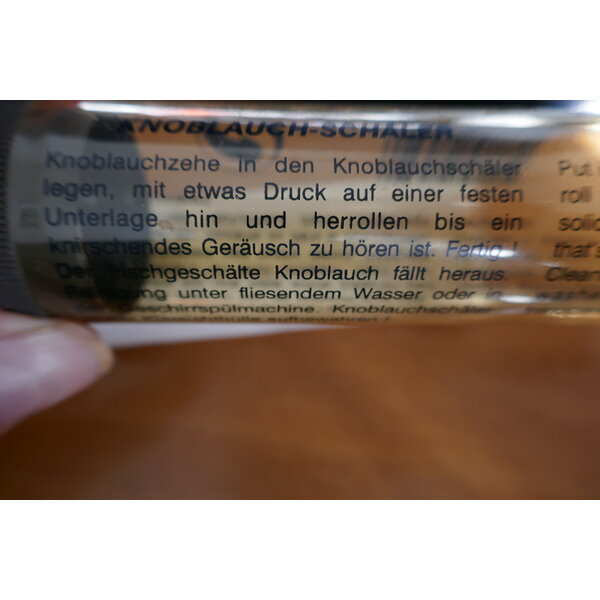 KNOBLAUCH-SCHÄLER
Knoblauchzehe in den Knoblauchschäler
legen, mit etwas Druck auf einer festen
Unterlage hin und herrollen bis ein
knirschendes Geräusch zu hören ist. Fertig !
Der frischgeschälte Knoblauch fällt heraus.
Reinigung unter fliesendem Wasser oder in
Geschirrspülmachine. Knoblauchschäler
aufbewahren !
Put
roll
solid
that's
Clean